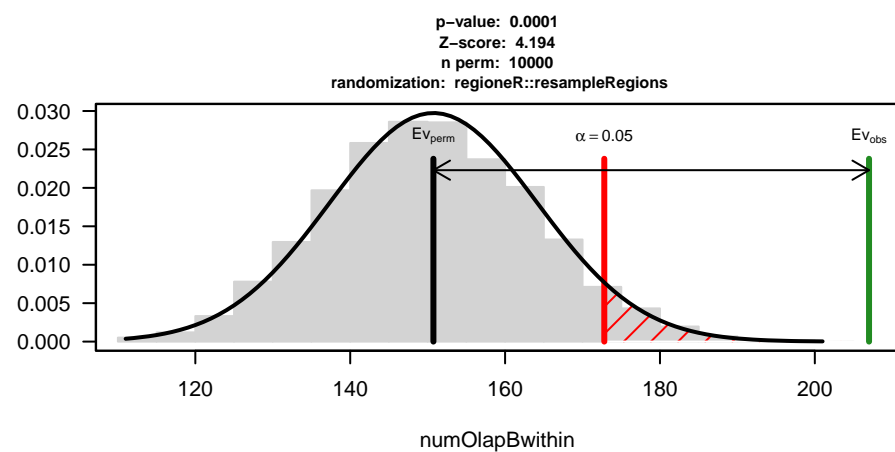 p−value: 0.0001
Z−score: 4.194
n perm: 10000
randomization: regioneR::resampleRegions
Evperm
α = 0.05
Evobs
0.030
0.025
0.020
0.015
0.010
0.005
0.000
120 140 160 180 200
numOlapBwithin